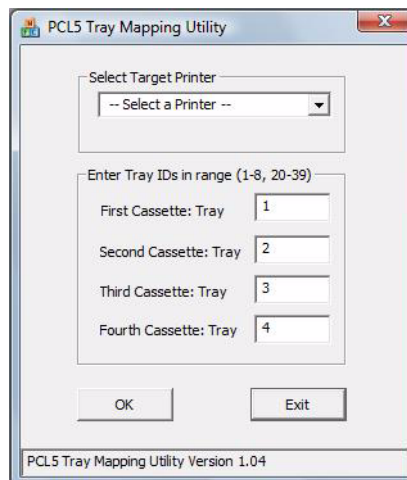 PCL5 Tray Mapping Utility
Select Target Printer
-- Select a Printer --
Enter Tray IDs in range (1-8, 20-39)
First Cassette: Tray 1
Second Cassette: Tray 2
Third Cassette: Tray 3
Fourth Cassette: Tray 4
OK Exit
PCL5 Tray Mapping Utility Version 1.04